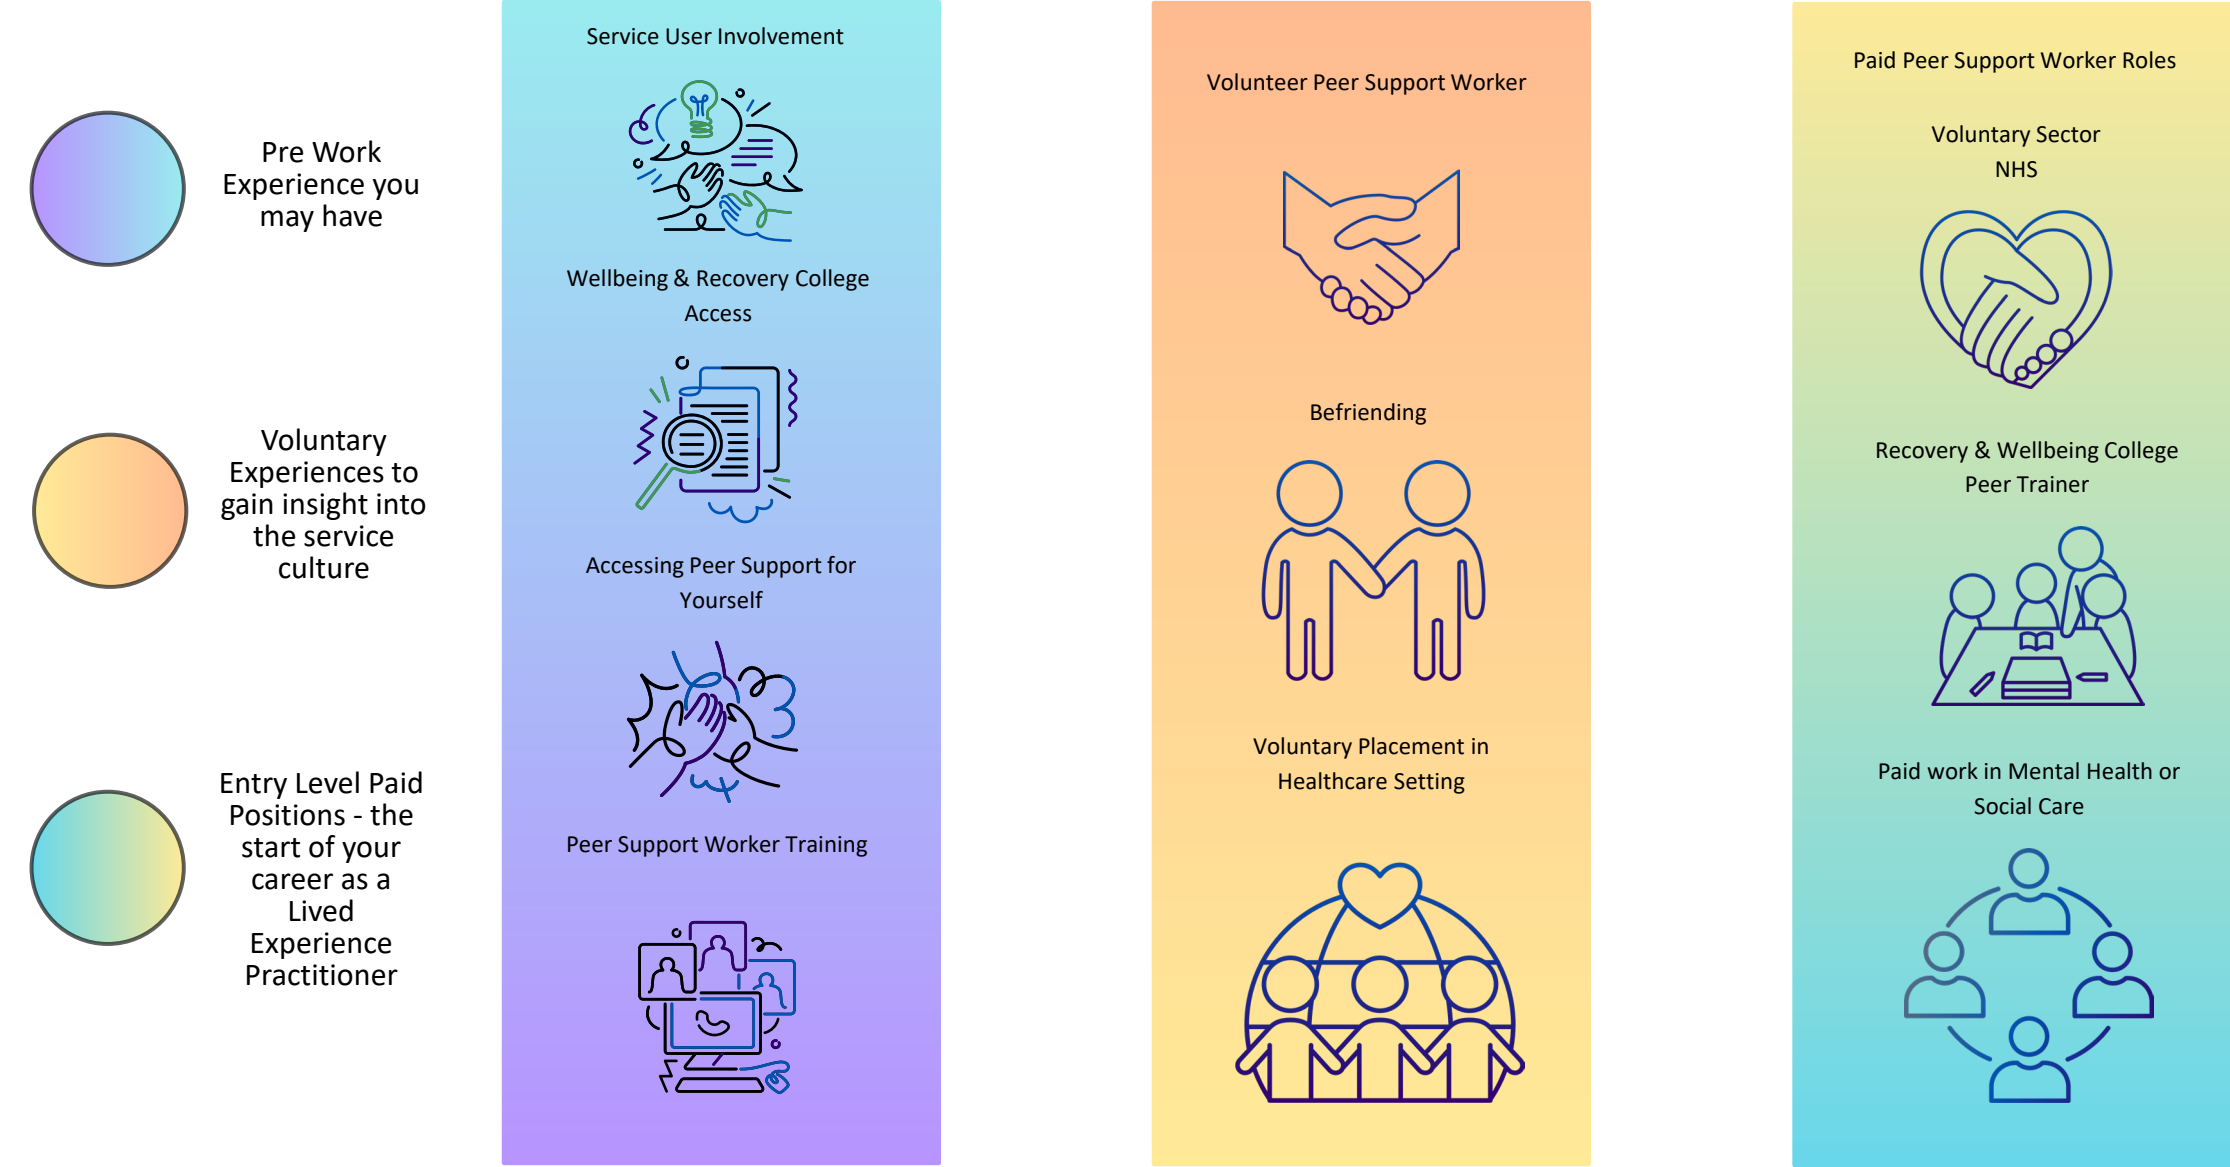 Pre Work
Experience you
may have
Voluntary
Experiences to
gain insight into
the service
culture
Entry Level Paid
Positions - the
start of your
career as a
Lived
Experience
Practitioner
Service User Involvement
Wellbeing & Recovery College
Access
Accessing Peer Support for
Yourself
Peer Support Worker Training
Volunteer Peer Support Worker
Befriending
Voluntary Placement in
Healthcare Setting
Paid Peer Support Worker Roles
Voluntary Sector
NHS
Recovery & Wellbeing College
Peer Trainer
Paid work in Mental Health or
Social Care